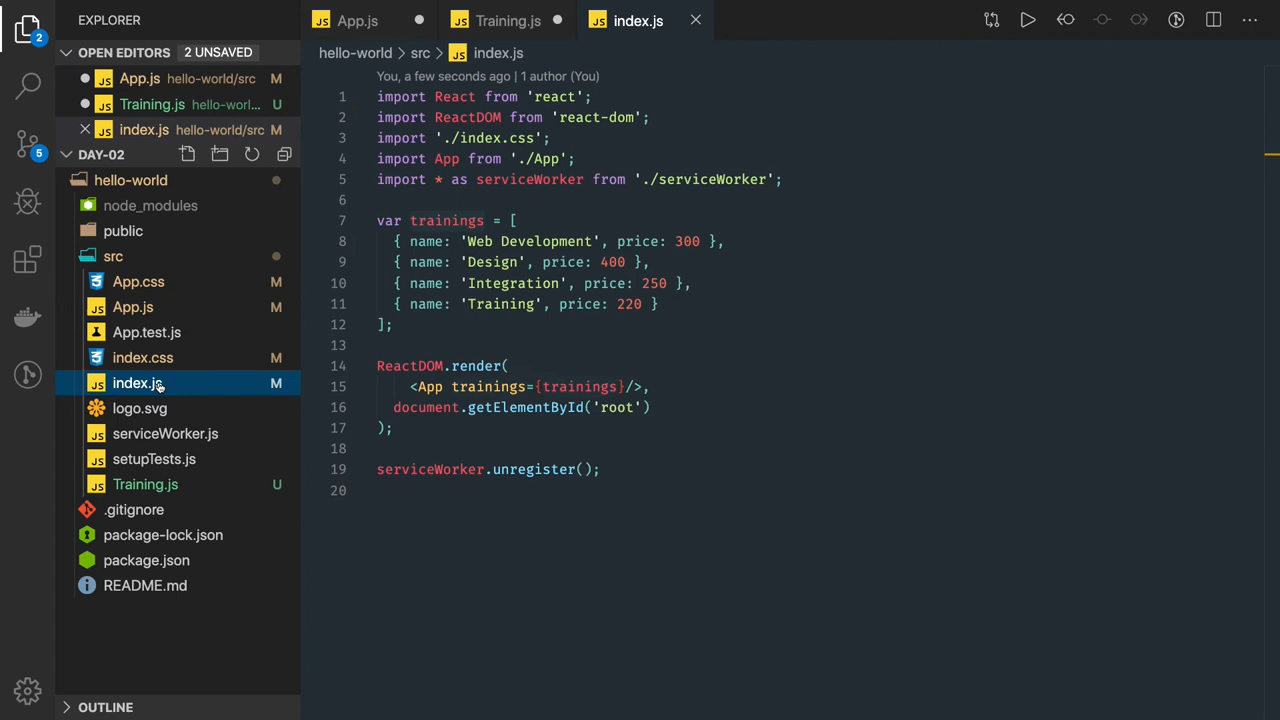 EXPLORER
OPEN EDITORS 2 UNSAVED
App.js hello-world/src M
Training.js hello-worl... U
index.js hello-world/src M
DAY-02
hello-world
node_modules
public
src
App.css M
App.js M
App.test.js
index.css M
index.js M
logo.svg
serviceWorker.js
setupTests.js
Training.js U
.gitignore
package-lock.json
package.json
README.md
OUTLINE
2
5
JS App.js
JS Training.js
JS index.js
hello-world > src > JS index.js
You, a few seconds ago | 1 author (You)
1 import React from 'react';
2 import ReactDOM from 'react-dom';
3 import './index.css';
4 import App from './App';
5 import * as serviceWorker from './serviceWorker';
6
7 var trainings = [
8 { name: 'Web Development', price: 300 },
9 { name: 'Design', price: 400 },
10 { name: 'Integration', price: 250 },
11 { name: 'Training', price: 220 }
12 ];
13
14 ReactDOM.render(
15 <App trainings={trainings}/>,
16 document.getElementById('root')
17 );
18
19 serviceWorker.unregister();
20